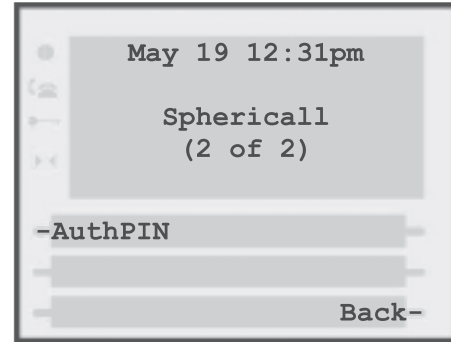 May 19 12:31pm
Sphericall
(2 of 2)
-AuthPIN
Back-